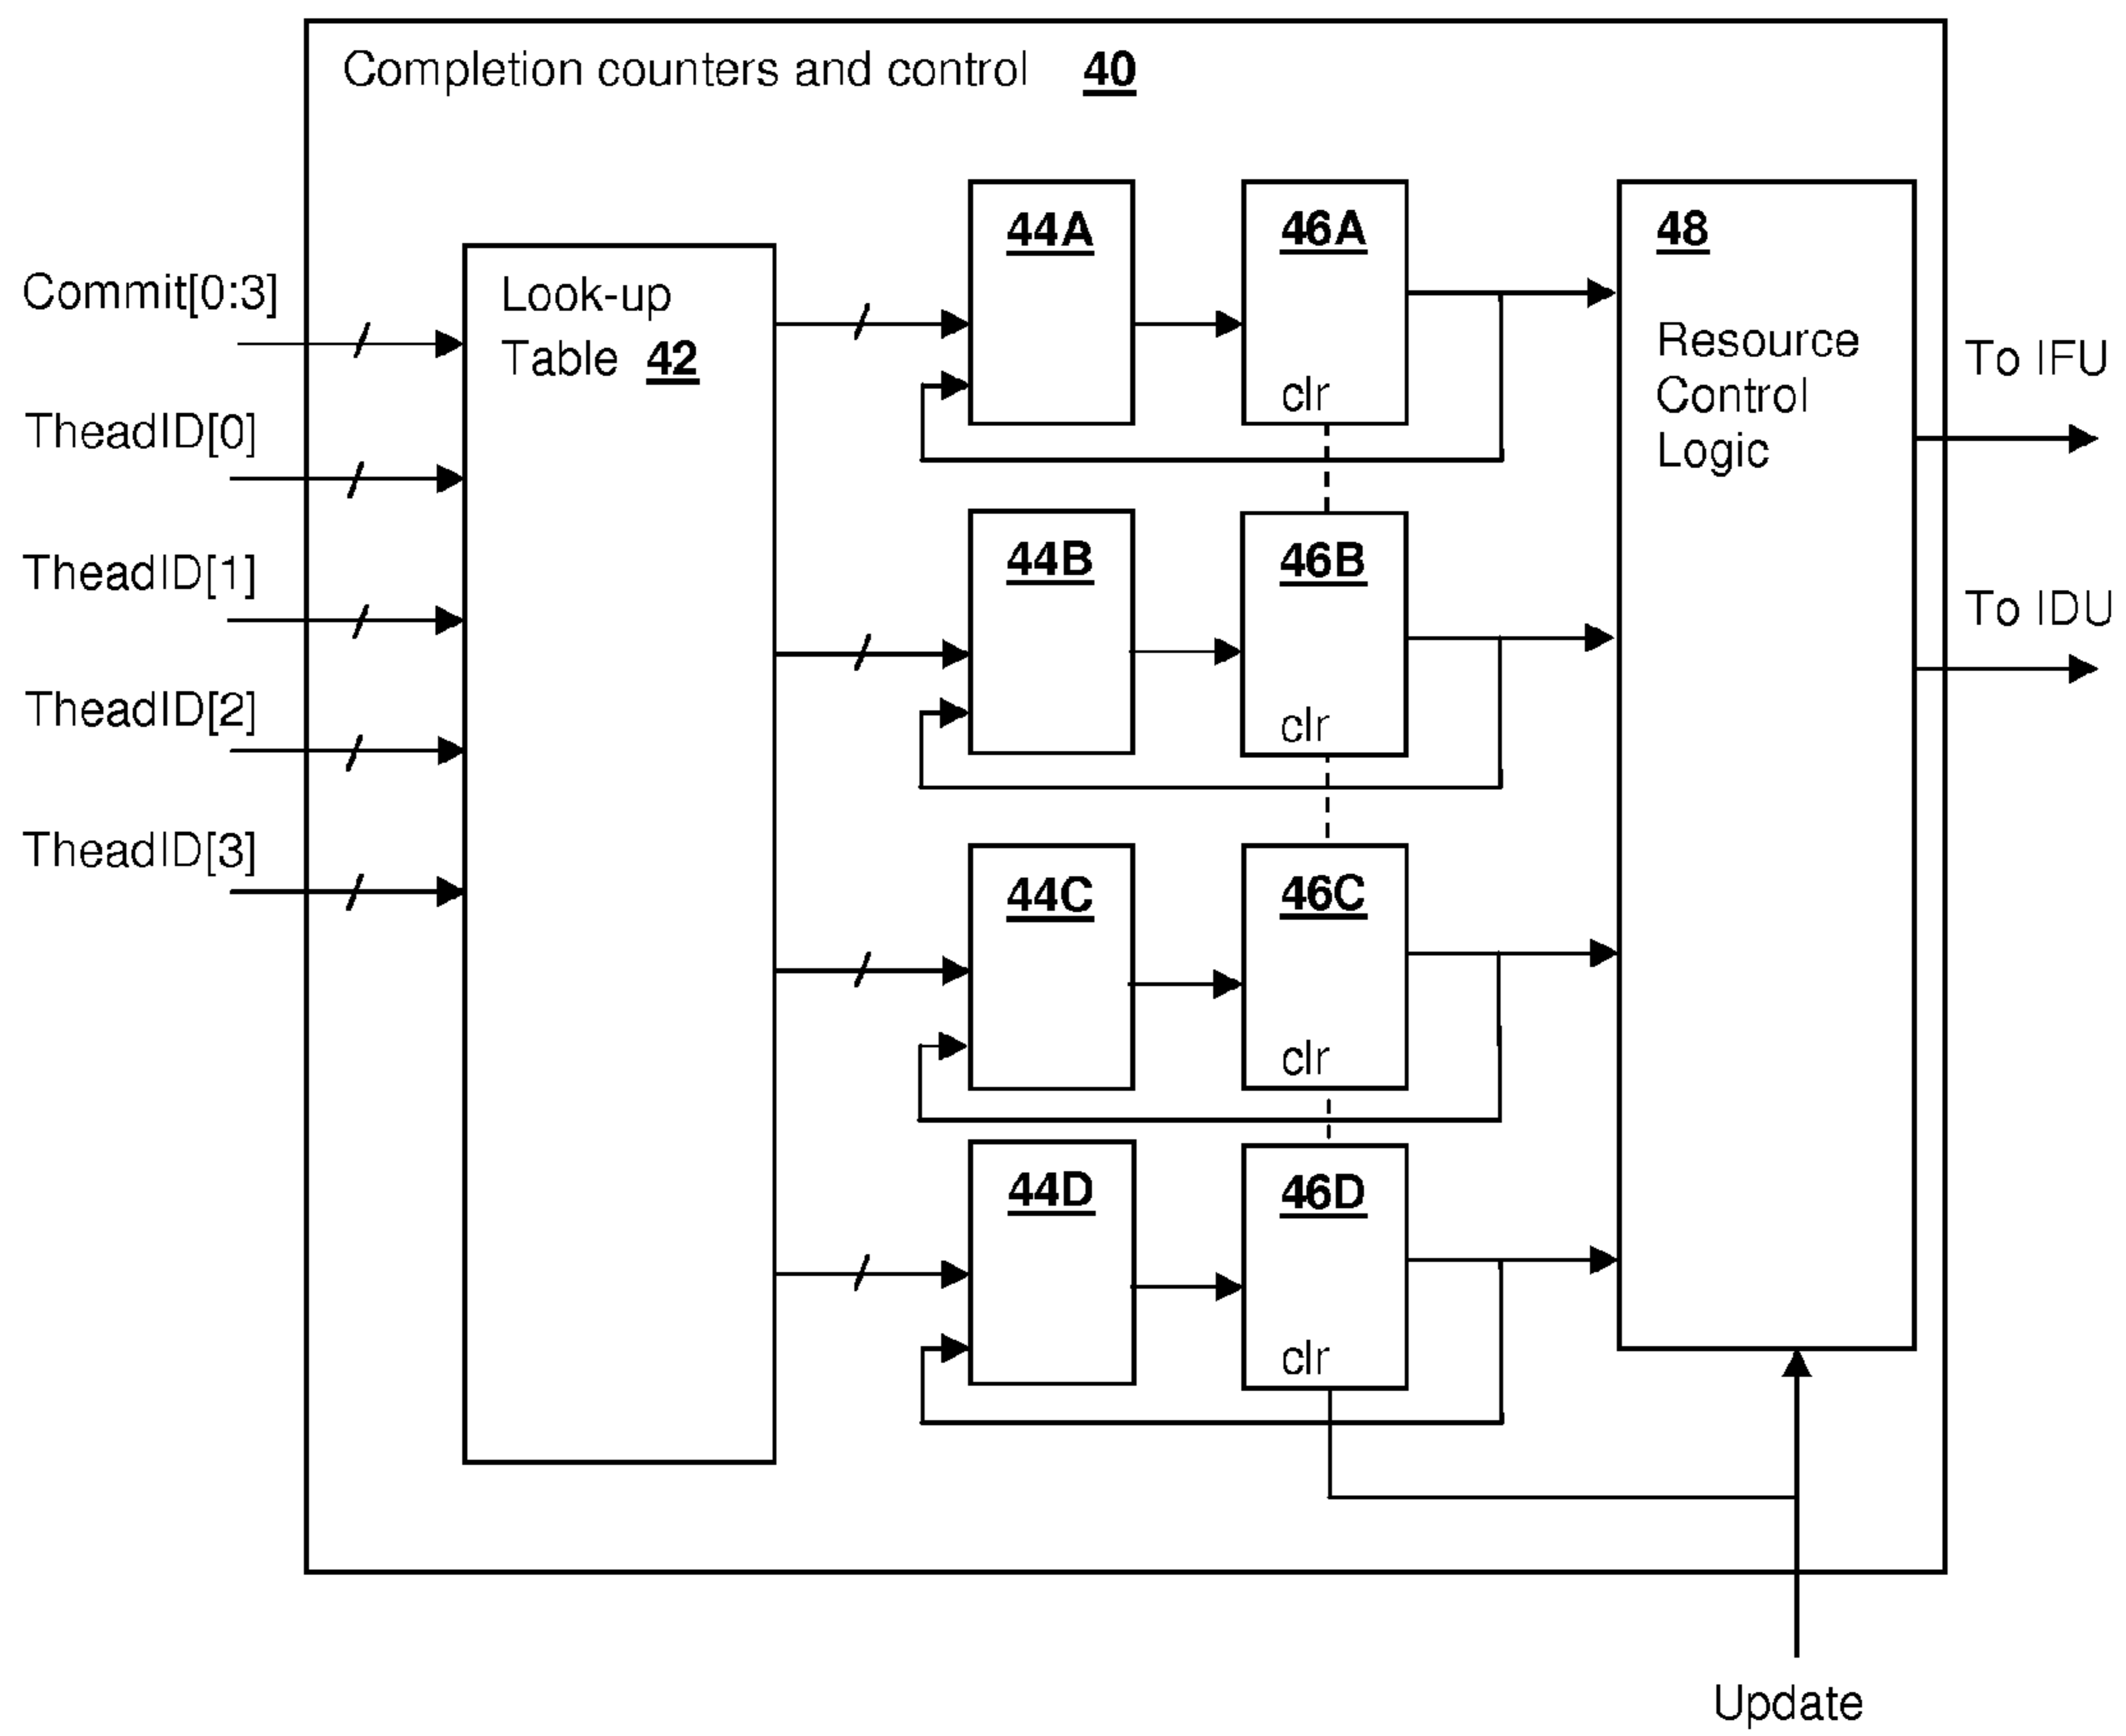 Completion counters and control 40
Commit[0:3]
TheadID[0]
TheadID[1]
TheadID[2]
TheadID[3]
Look-up
Table 42
44A
46A
clr
44B
46B
clr
44C
46C
clr
44D
46D
clr
48
Resource
Control
Logic
To IFU
To IDU
Update